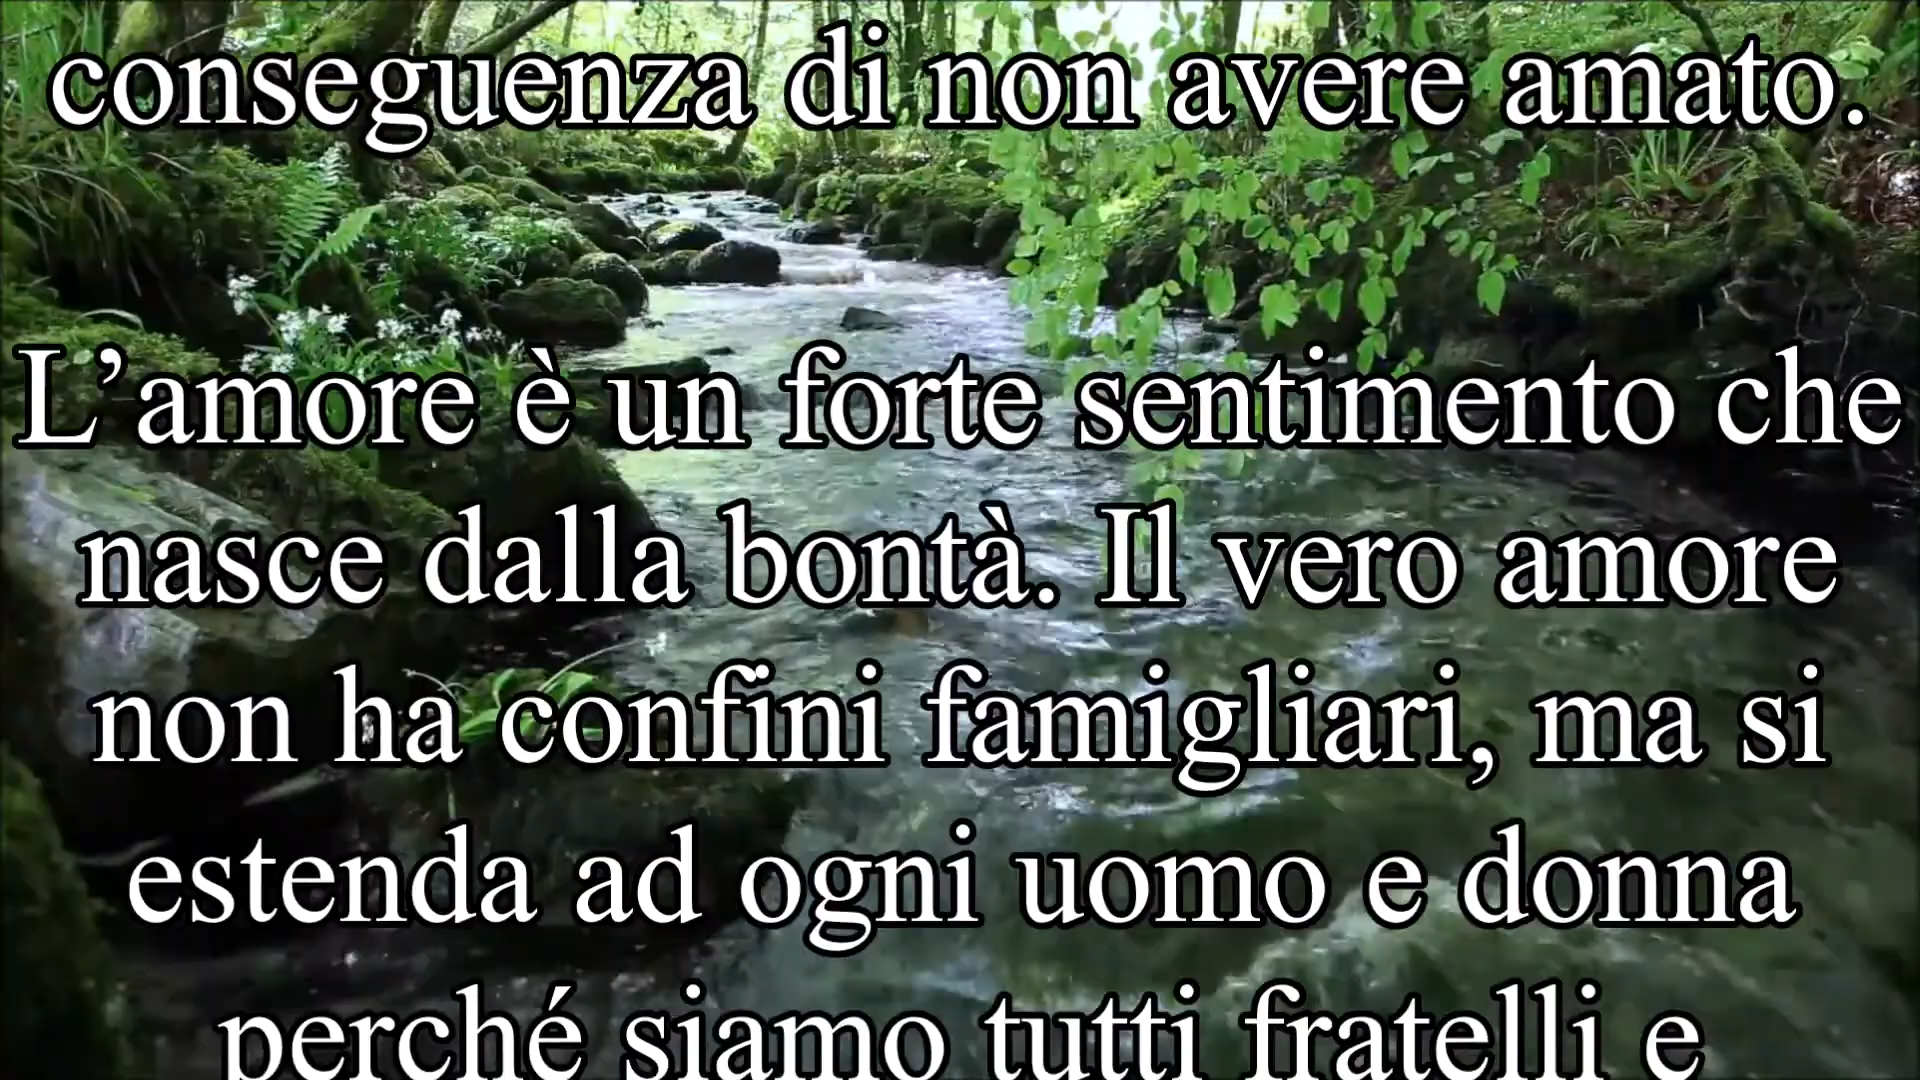 conseguenza di non avere amato.
L’amore è un forte sentimento che
nasce dalla bontà. Il vero amore
non ha confini famigliari, ma si
estenda ad ogni uomo e donna
perché siamo tutti fratelli e